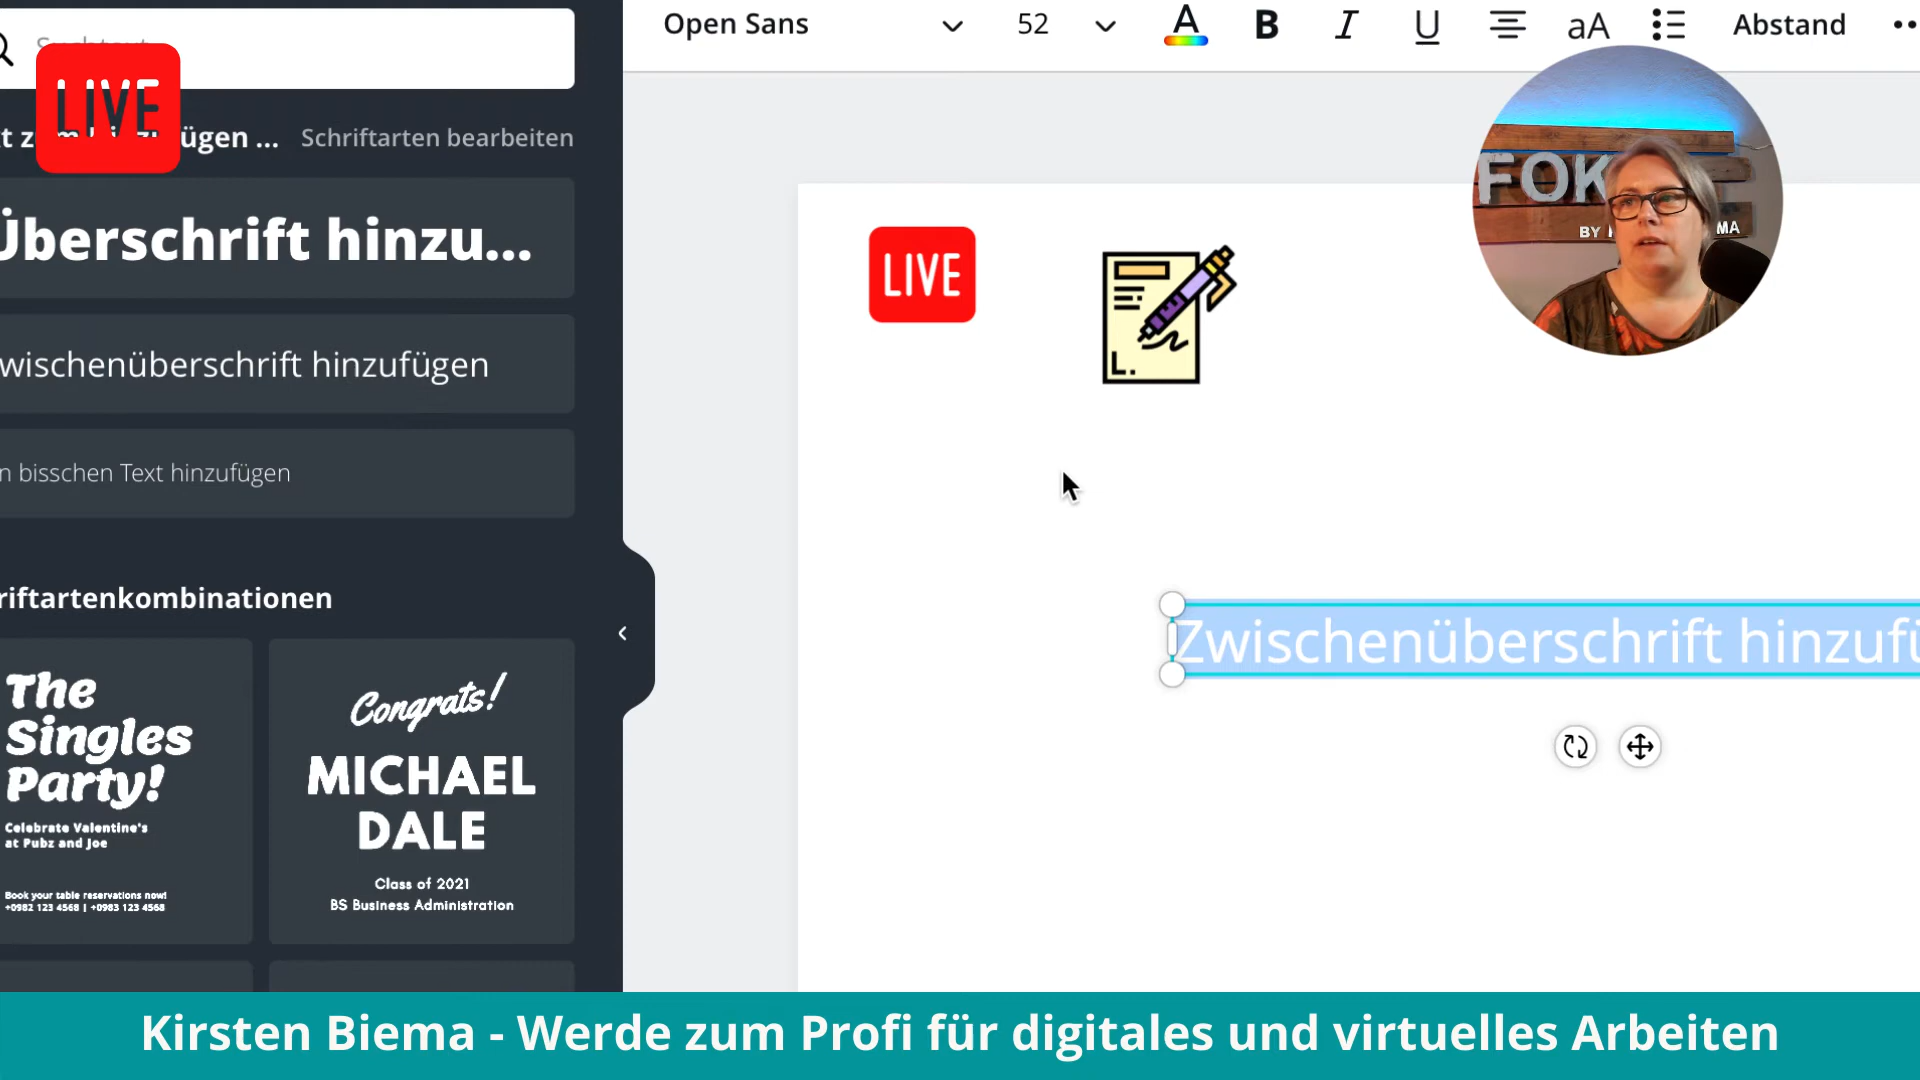 Open Sans
52
A
B
I
U
aA
Abstand
LIVE
ügen ...
Schriftarten bearbeiten
Überschrift hinzu...
wischenüberschrift hinzufügen
n bisschen Text hinzufügen
riftartenkombinationen
The
Singles
Party!
Celebrate Valentine's
at Pubz and Joe
Book your table reservations now!
+0982 123 4568 | +0983 123 4568
Congrats!
MICHAEL
DALE
Class of 2021
BS Business Administration
LIVE
L.
FOK
BY
MA
Zwischenüberschrift hinzufü
Kirsten Biema - Werde zum Profi für digitales und virtuelles Arbeiten